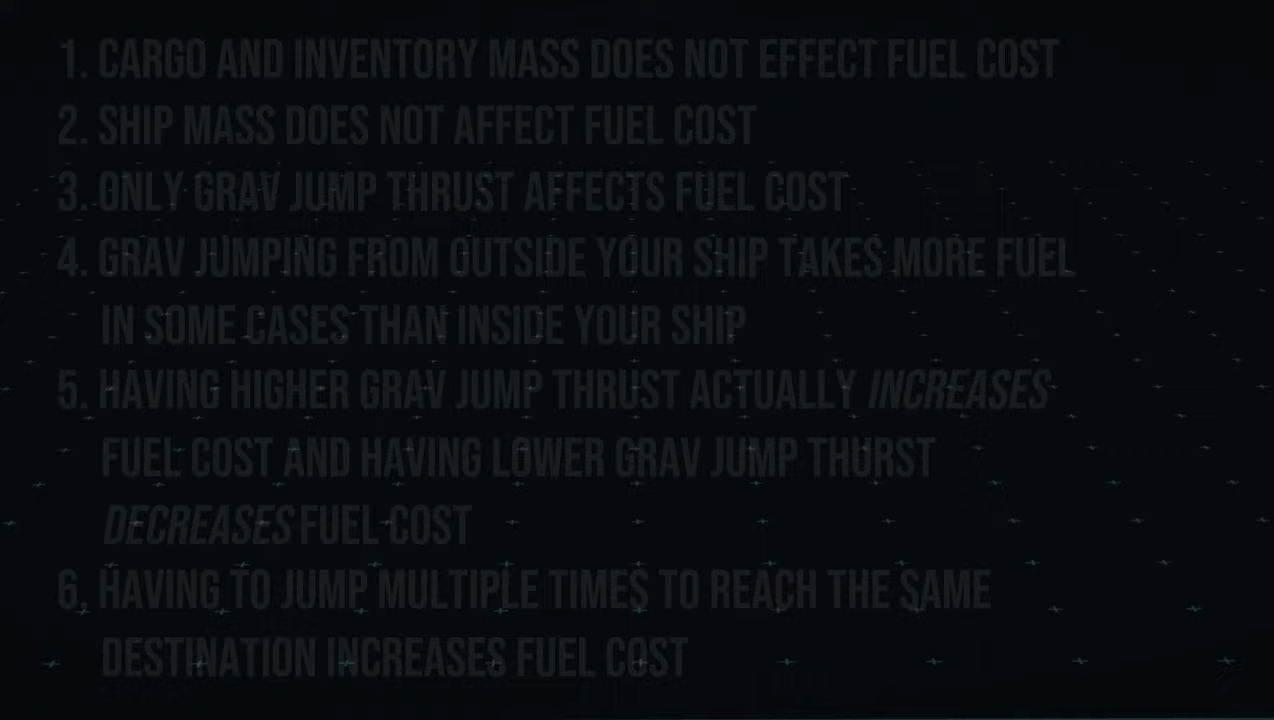 1. CARGO AND INVENTORY MASS DOES NOT EFFECT FUEL COST
2. SHIP MASS DOES NOT AFFECT FUEL COST
3. ONLY GRAV JUMP THRUST AFFECTS FUEL COST
4. GRAV JUMPING FROM OUTSIDE YOUR SHIP TAKES MORE FUEL
IN SOME CASES THAN INSIDE YOUR SHIP
5. HAVING HIGHER GRAV JUMP THRUST ACTUALLY INCREASES
FUEL COST AND HAVING LOWER GRAV JUMP THURST
DECREASES FUEL COST
6. HAVING TO JUMP MULTIPLE TIMES TO REACH THE SAME
DESTINATION INCREASES FUEL COST